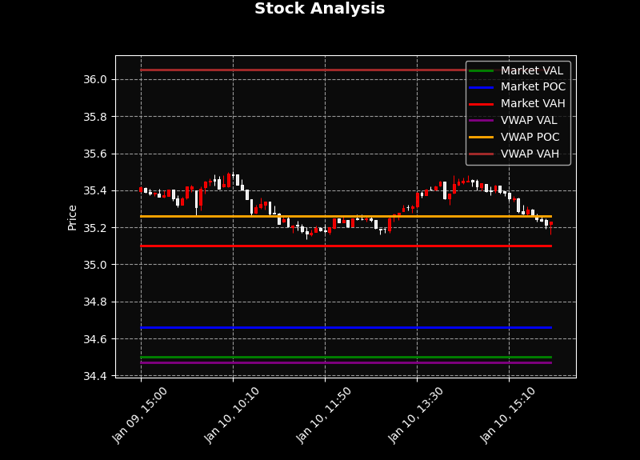 Stock Analysis
Market VAL
Market POC
Market VAH
VWAP VAL
VWAP POC
VWAP VAH
Price
36.0
35.8
35.6
35.4
35.2
35.0
34.8
34.6
34.4
Jan 09, 15:00
Jan 10, 10:10
Jan 10, 11:50
Jan 10, 13:30
Jan 10, 15:10